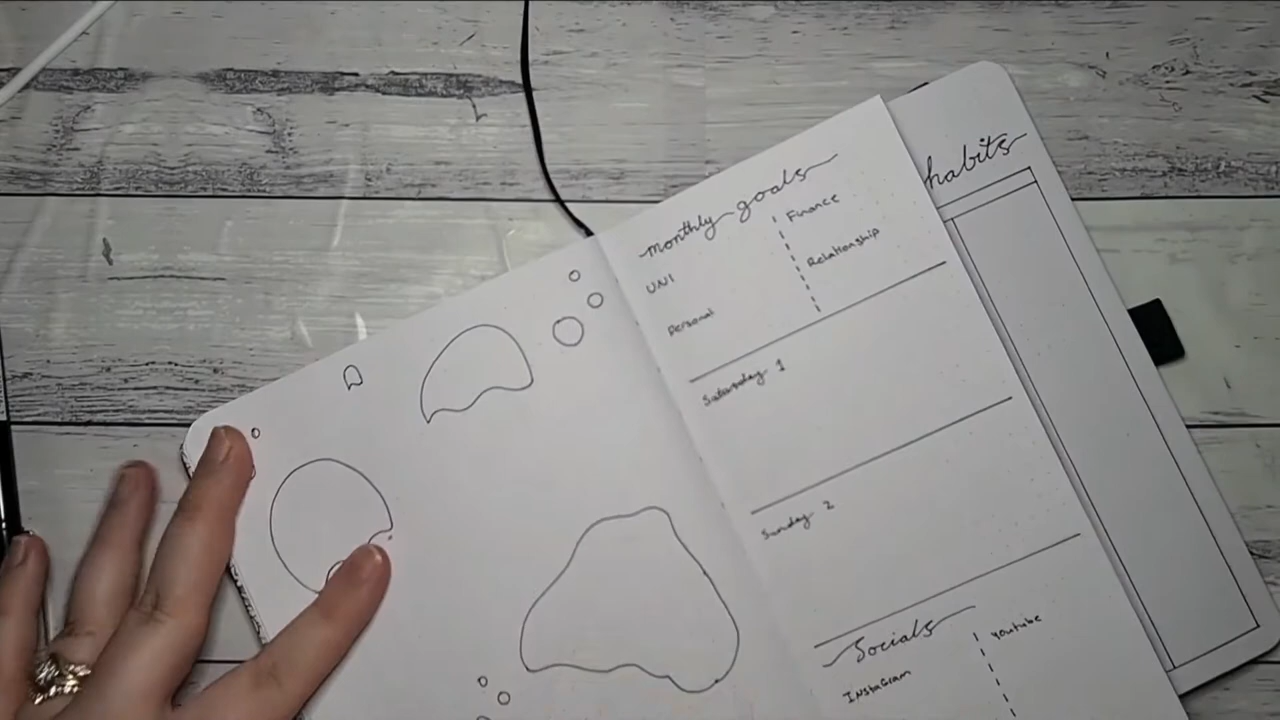 habits
monthly goals
UNI
Finance
Personal
Relationship
Saturday 1
Sunday 2
Socials
Instagram
Youtube